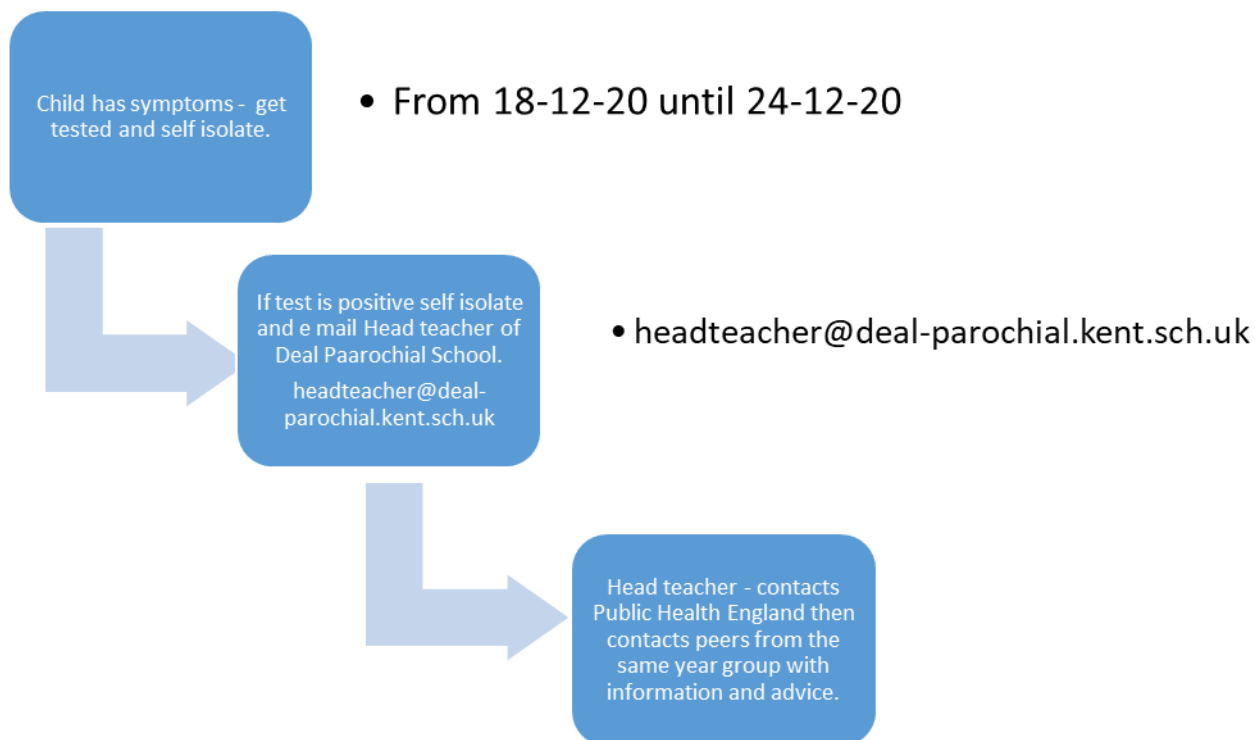 Child has symptoms - get
tested and self isolate.
• From 18-12-20 until 24-12-20
If test is positive self isolate
and e mail Head teacher of
Deal Paarochial School.
headteacher@deal-
parochial.kent.sch.uk
• headteacher@deal-parochial.kent.sch.uk
Head teacher - contacts
Public Health England then
contacts peers from the
same year group with
information and advice.